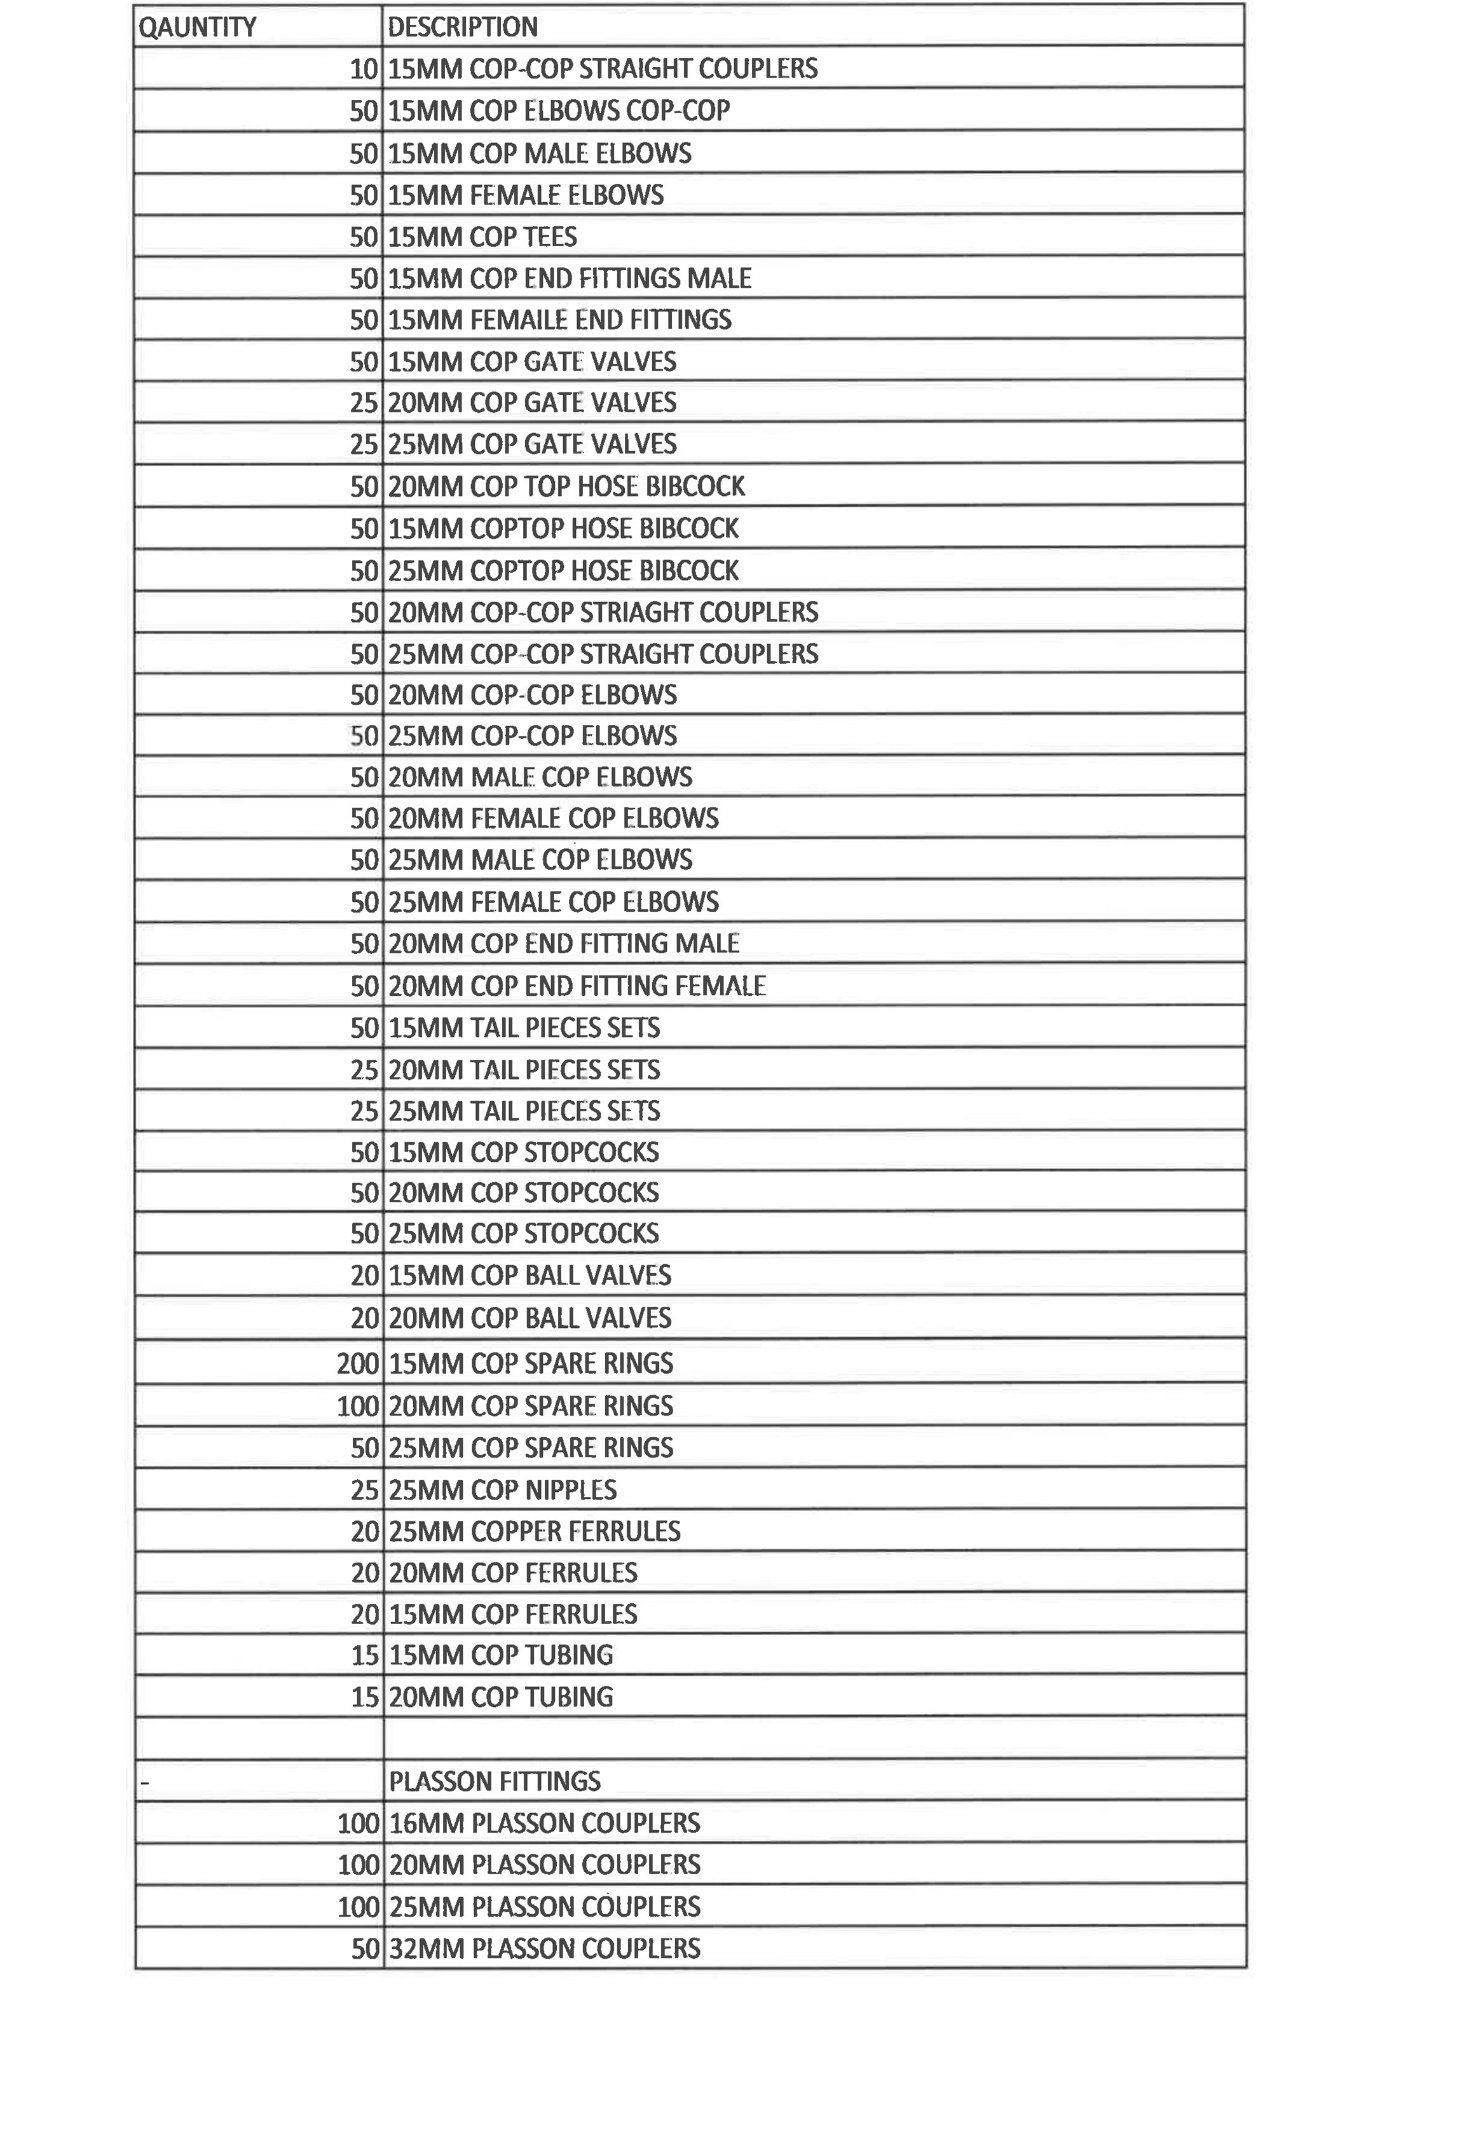 QAUNTITY DESCRIPTION
10 15MM COP-COP STRAIGHT COUPLERS
50 15MM COP ELBOWS COP-COP
50 15MM COP MALE ELBOWS
50 15MM FEMALE ELBOWS
50 15MM COP TEES
50 15MM COP END FITTINGS MALE
50 15MM FEMAILE END FITTINGS
50 15MM COP GATE VALVES
25 20MM COP GATE VALVES
25 25MM COP GATE VALVES
50 20MM COP TOP HOSE BIBCOCK
50 15MM COPTOP HOSE BIBCOCK
50 25MM COPTOP HOSE BIBCOCK
50 20MM COP-COP STRIAGHT COUPLERS
50 25MM COP-COP STRAIGHT COUPLERS
50 20MM COP-COP ELBOWS
50 25MM COP-COP ELBOWS
50 20MM MALE COP ELBOWS
50 20MM FEMALE COP ELBOWS
50 25MM MALE COP ELBOWS
50 25MM FEMALE COP ELBOWS
50 20MM COP END FITTING MALE
50 20MM COP END FITTING FEMALE
50 15MM TAIL PIECES SETS
25 20MM TAIL PIECES SETS
25 25MM TAIL PIECES SETS
50 15MM COP STOPCOCKS
50 20MM COP STOPCOCKS
50 25MM COP STOPCOCKS
20 15MM COP BALL VALVES
20 20MM COP BALL VALVES
200 15MM COP SPARE RINGS
100 20MM COP SPARE RINGS
50 25MM COP SPARE RINGS
25 25MM COP NIPPLES
20 25MM COPPER FERRULES
20 20MM COP FERRULES
20 15MM COP FERRULES
15 15MM COP TUBING
15 20MM COP TUBING
- PLASSON FITTINGS
100 16MM PLASSON COUPLERS
100 20MM PLASSON COUPLERS
100 25MM PLASSON COUPLERS
50 32MM PLASSON COUPLERS